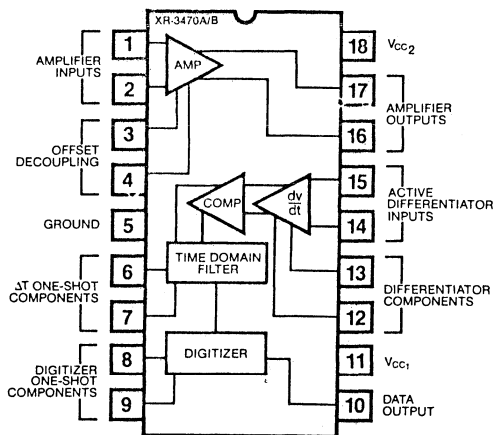 XR-3470A/B
1
2
3
4
5
6
7
8
9
18
17
16
15
14
13
12
11
10
AMPLIFIER
INPUTS
OFFSET
DECOUPLING
GROUND
ΔT ONE-SHOT
COMPONENTS
DIGITIZER
ONE-SHOT
COMPONENTS
AMP
COMP
dv
dt
TIME DOMAIN
FILTER
DIGITIZER
VCC2
AMPLIFIER
OUTPUTS
ACTIVE
DIFFERENTIATOR
INPUTS
DIFFERENTIATOR
COMPONENTS
VCC1
DATA
OUTPUT